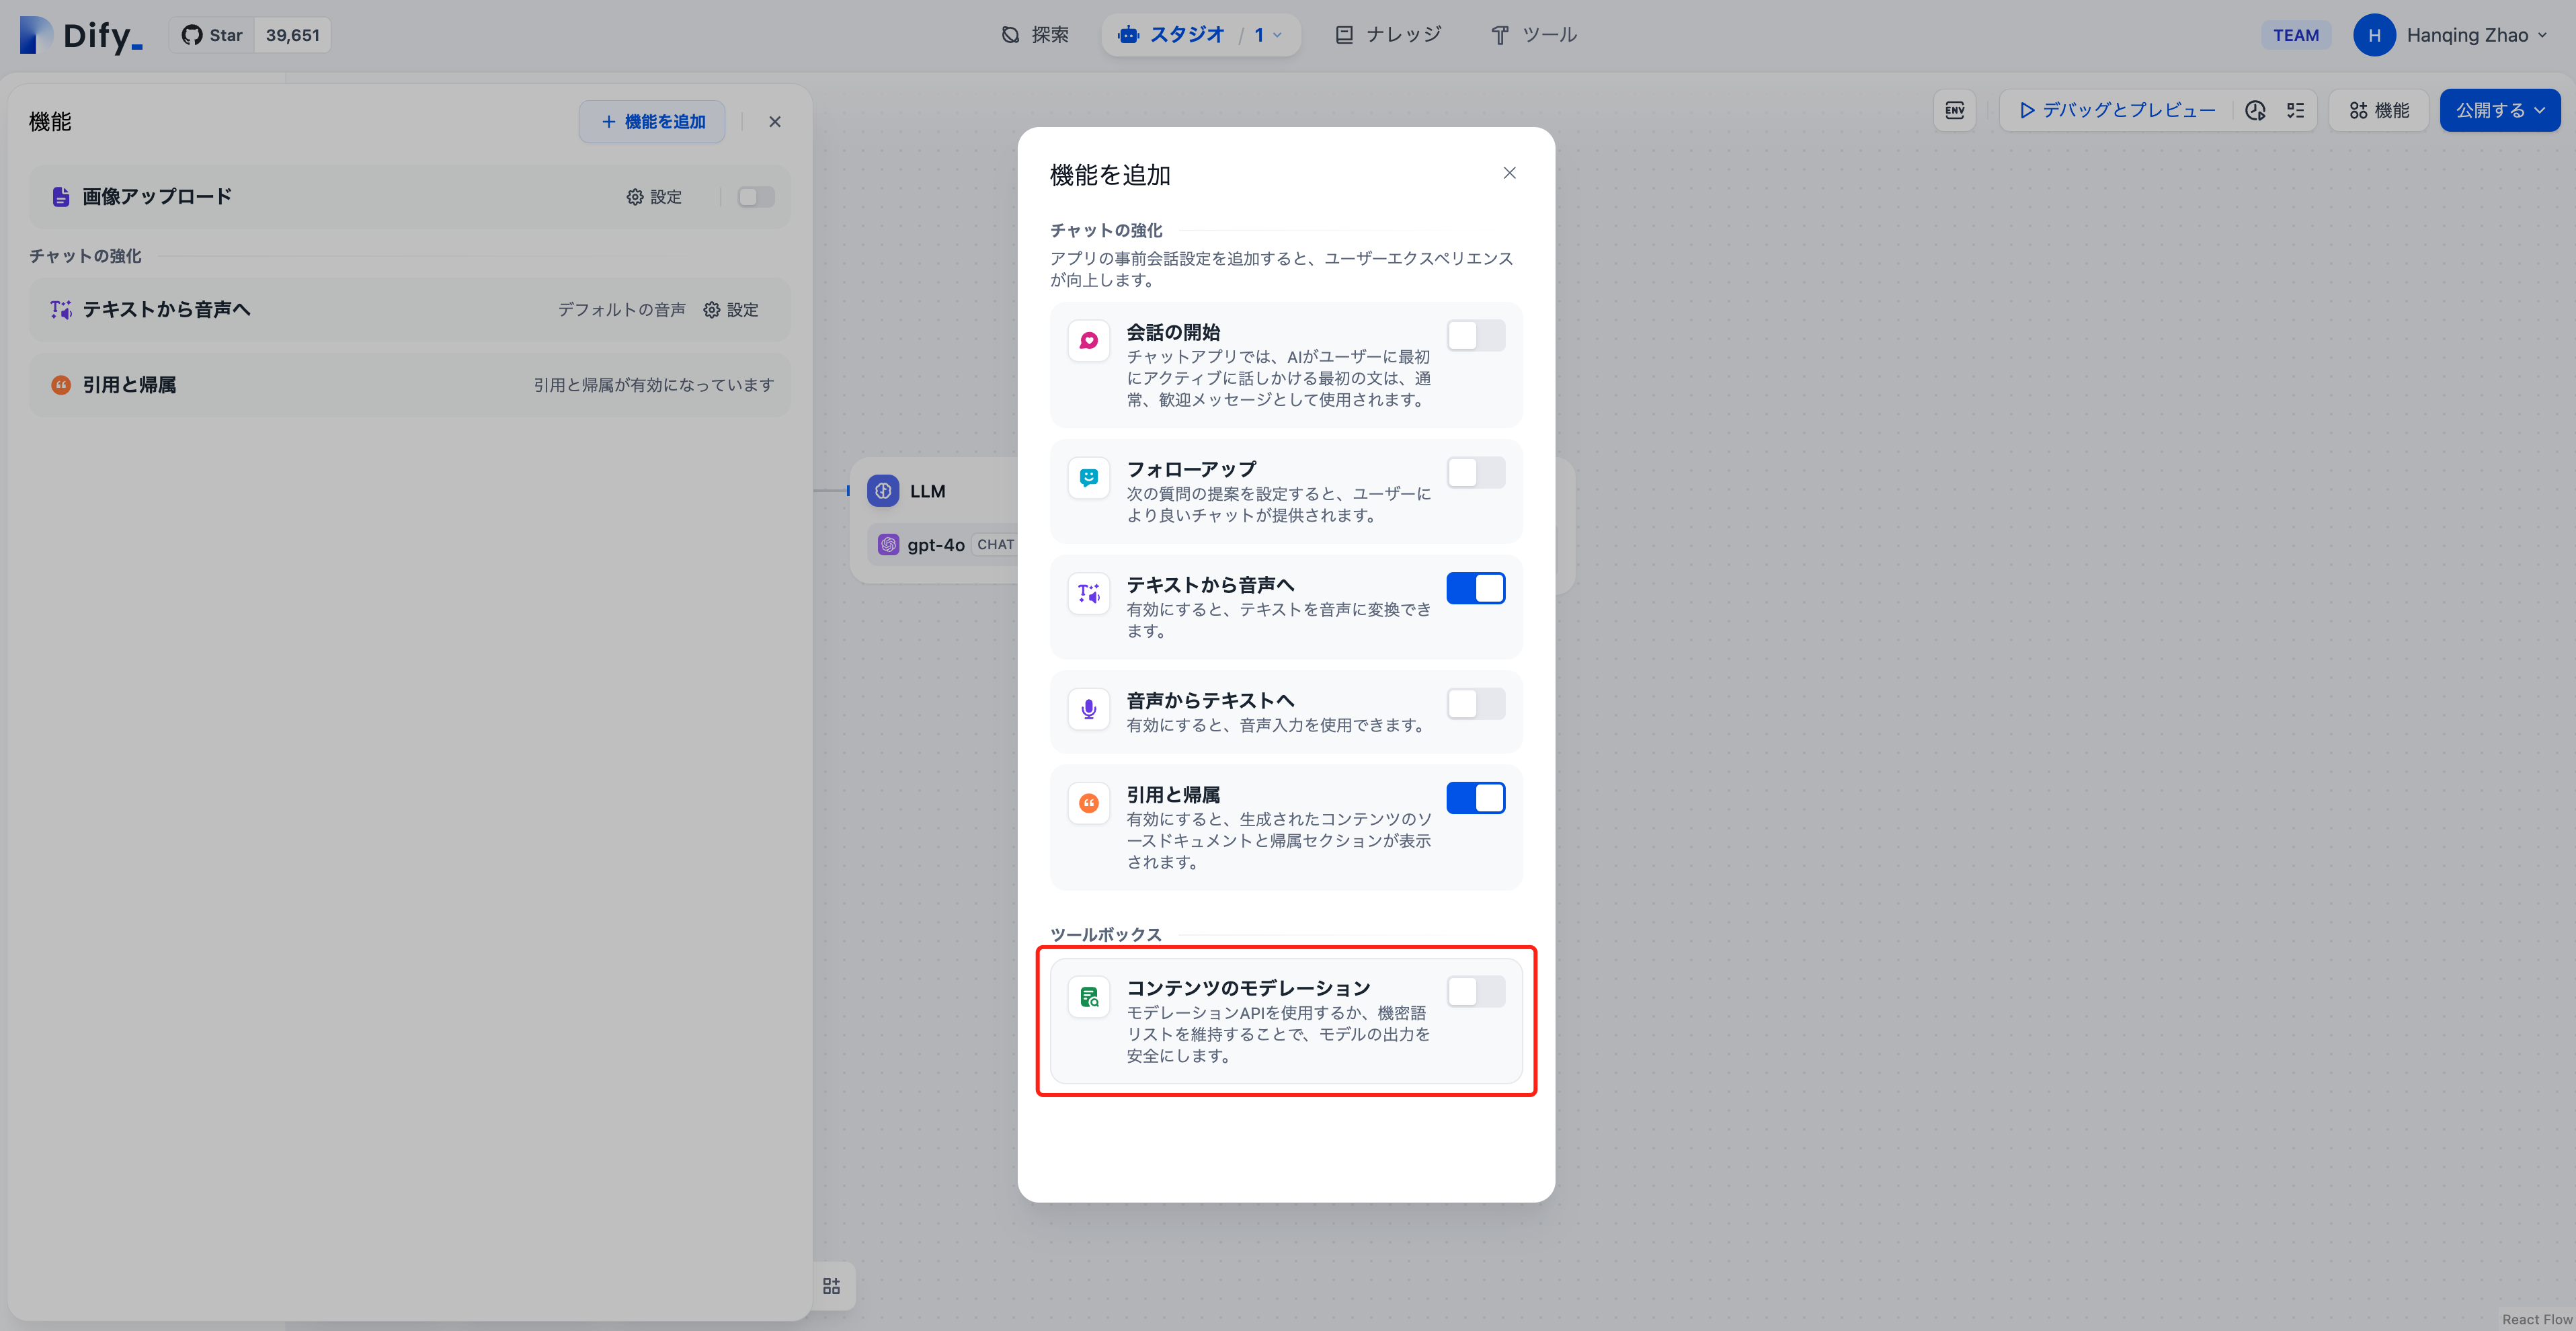 Dify_
Star 39,651
探索
スタジオ / 1
ナレッジ
ツール
TEAM
H Hanqing Zhao
機能
+ 機能を追加
画像アップロード 設定
チャットの強化
テキストから音声へ デフォルトの音声 設定
引用と帰属 引用と帰属が有効になっています
ENV
デバッグとプレビュー
機能
公開する
LLM
gpt-4o CHAT
機能を追加
チャットの強化
アプリの事前会話設定を追加すると、ユーザーエクスペリエンス
が向上します。
会話の開始
チャットアプリでは、AIがユーザーに最初
にアクティブに話しかける最初の文は、通
常、歓迎メッセージとして使用されます。
フォローアップ
次の質問の提案を設定すると、ユーザーに
より良いチャットが提供されます。
テキストから音声へ
有効にすると、テキストを音声に変換でき
ます。
音声からテキストへ
有効にすると、音声入力を使用できます。
引用と帰属
有効にすると、生成されたコンテンツのソ
ースドキュメントと帰属セクションが表示
されます。
ツールボックス
コンテンツのモデレーション
モデレーションAPIを使用するか、機密語
リストを維持することで、モデルの出力を
安全にします。
React Flow